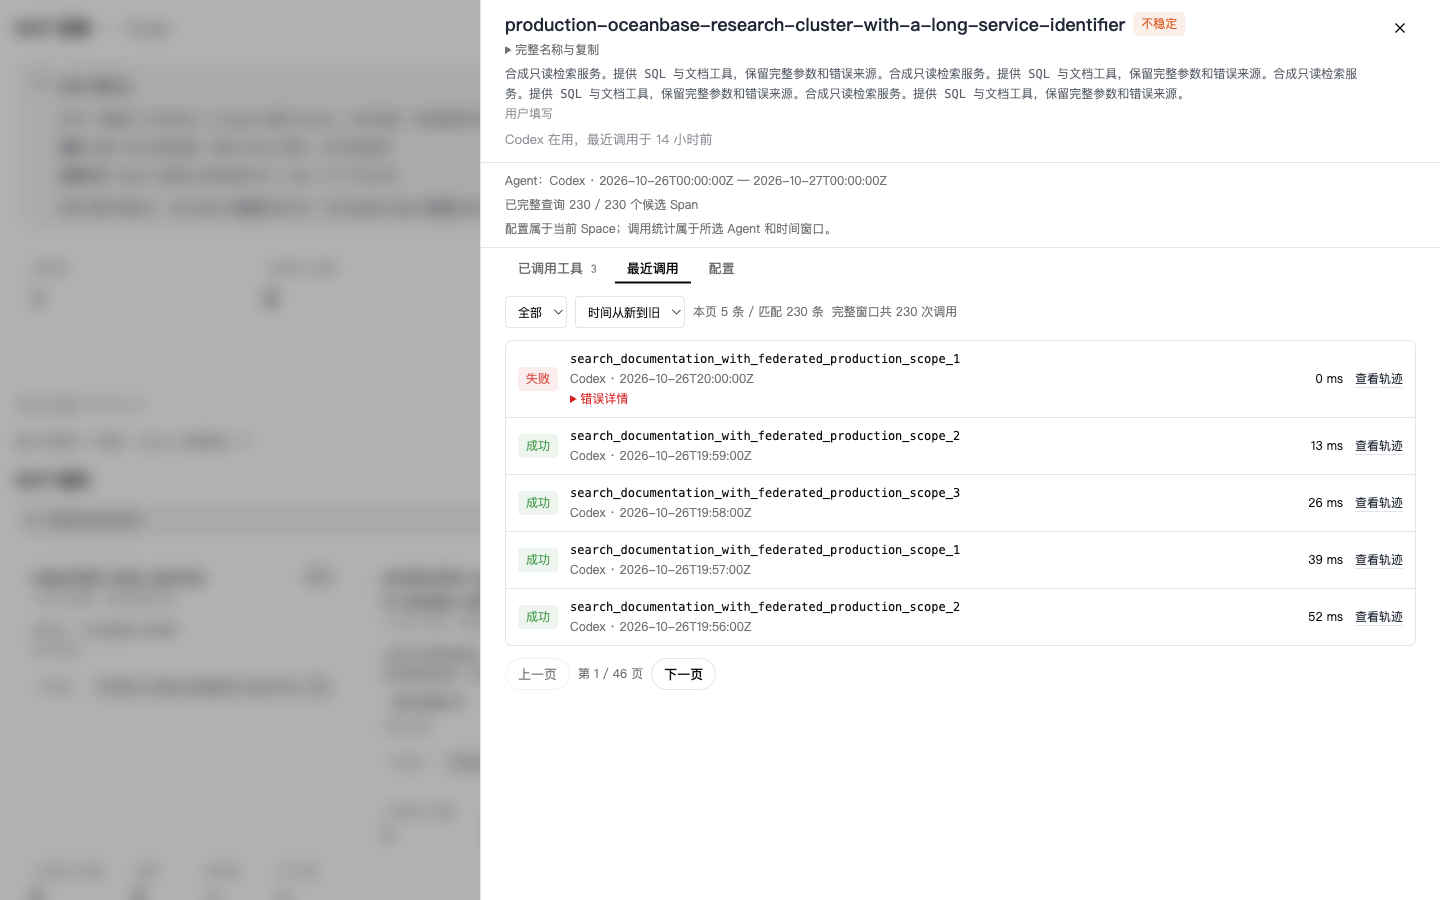 production-oceanbase-research-cluster-with-a-long-service-identifier 不稳定
完整名称与复制
合成只读检索服务。提供 SQL 与文档工具，保留完整参数和错误来源。合成只读检索服务。提供 SQL 与文档工具，保留完整参数和错误来源。合成只读检索服
务。提供 SQL 与文档工具，保留完整参数和错误来源。合成只读检索服务。提供 SQL 与文档工具，保留完整参数和错误来源。
用户填写
Codex 在用，最近调用于 14 小时前
Agent：Codex · 2026-10-26T00:00:00Z — 2026-10-27T00:00:00Z
已完整查询 230 / 230 个候选 Span
配置属于当前 Space；调用统计属于所选 Agent 和时间窗口。
已调用工具 3 最近调用 配置
全部 时间从新到旧 本页 5 条 / 匹配 230 条 完整窗口共 230 次调用
search_documentation_with_federated_production_scope_1
失败 Codex · 2026-10-26T20:00:00Z 0 ms 查看轨迹
错误详情
search_documentation_with_federated_production_scope_2
成功 13 ms 查看轨迹
Codex · 2026-10-26T19:59:00Z
search_documentation_with_federated_production_scope_3
成功 26 ms 查看轨迹
Codex · 2026-10-26T19:58:00Z
search_documentation_with_federated_production_scope_1
成功 39 ms 查看轨迹
Codex · 2026-10-26T19:57:00Z
search_documentation_with_federated_production_scope_2
成功 52 ms 查看轨迹
Codex · 2026-10-26T19:56:00Z
上一页 第 1 / 46 页 下一页